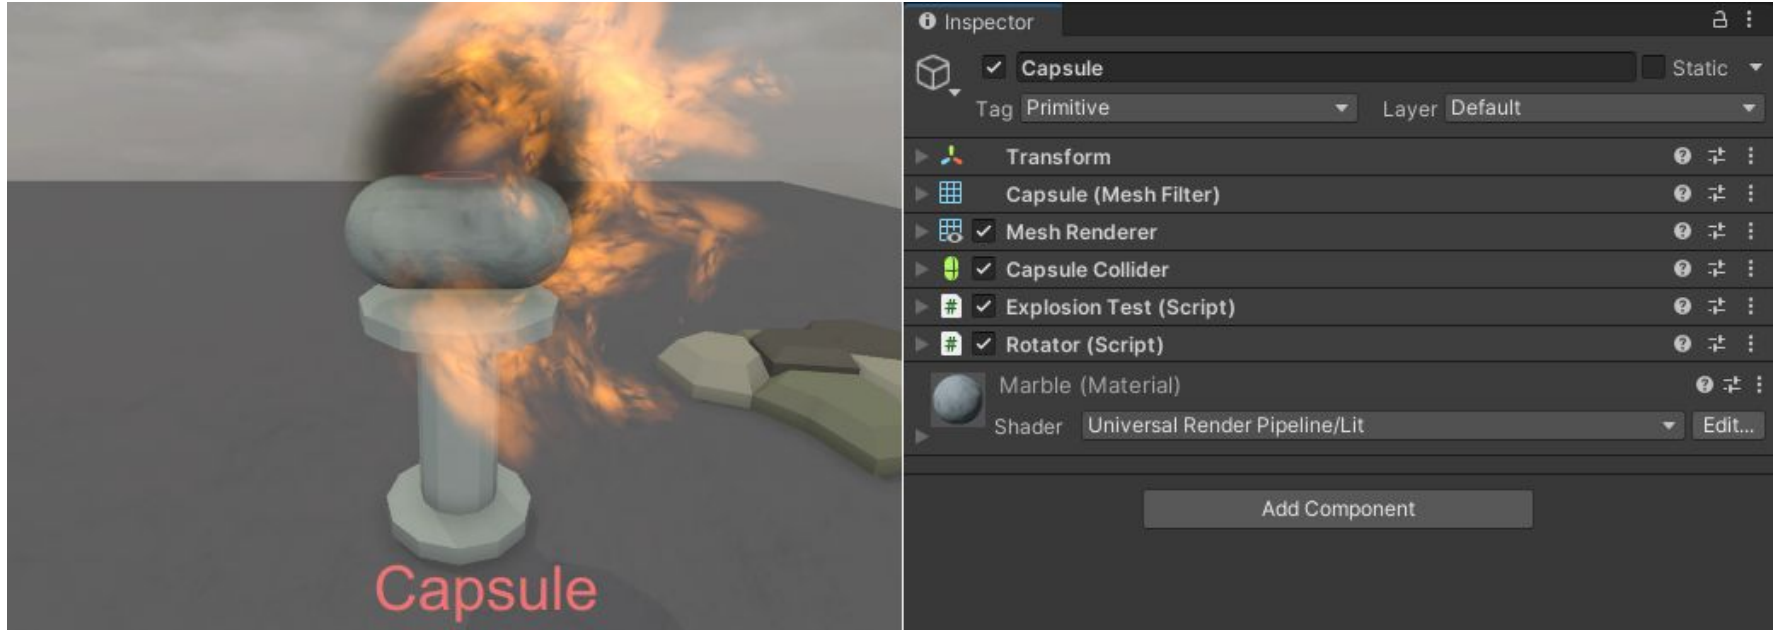 Capsule
Inspector
Capsule
Static
Tag Primitive
Layer Default
Transform
Capsule (Mesh Filter)
Mesh Renderer
Capsule Collider
# Explosion Test (Script)
# Rotator (Script)
Marble (Material)
Shader Universal Render Pipeline/Lit Edit...
Add Component